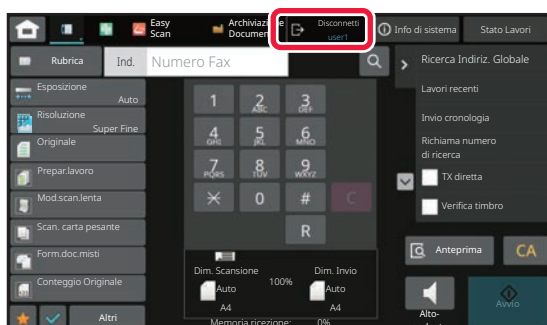 Easy
Scan
Archiviazione
Documen
Disconnetti
user1
Info di sistema
Stato Lavori
Rubrica
Ind.
Numero Fax
Ricerca Indiriz. Globale
Esposizione
Auto
Risoluzione
Super Fine
Originale
Prepar.lavoro
Mod.scan.lenta
Scan. carta pesante
Form.doc.misti
Conteggio Originale
Altri
1
2
ABC
3
DEF
4
GHI
5
JKL
6
MNO
7
PQRS
8
TUV
9
WXYZ
0
#
C
R
Dim. Scansione
Dim. Invio
100%
Auto
Auto
A4
A4
Memoria ricezione:
0%
Lavori recenti
Invio cronologia
Richiama numero
di ricerca
TX diretta
Verifica timbro
Anteprima
CA
Alto-
Avvio